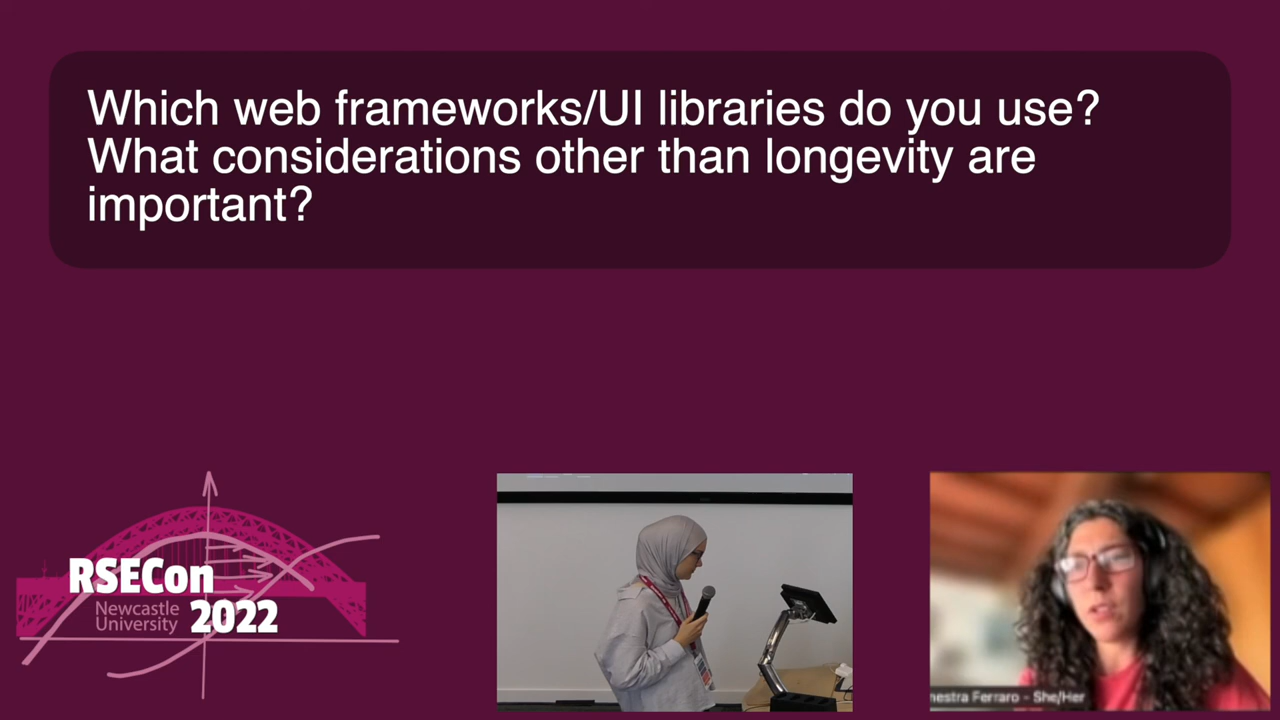 Which web frameworks/UI libraries do you use?
What considerations other than longevity are
important?
RSECon
Newcastle
University
2022
Ferraro - She/Her